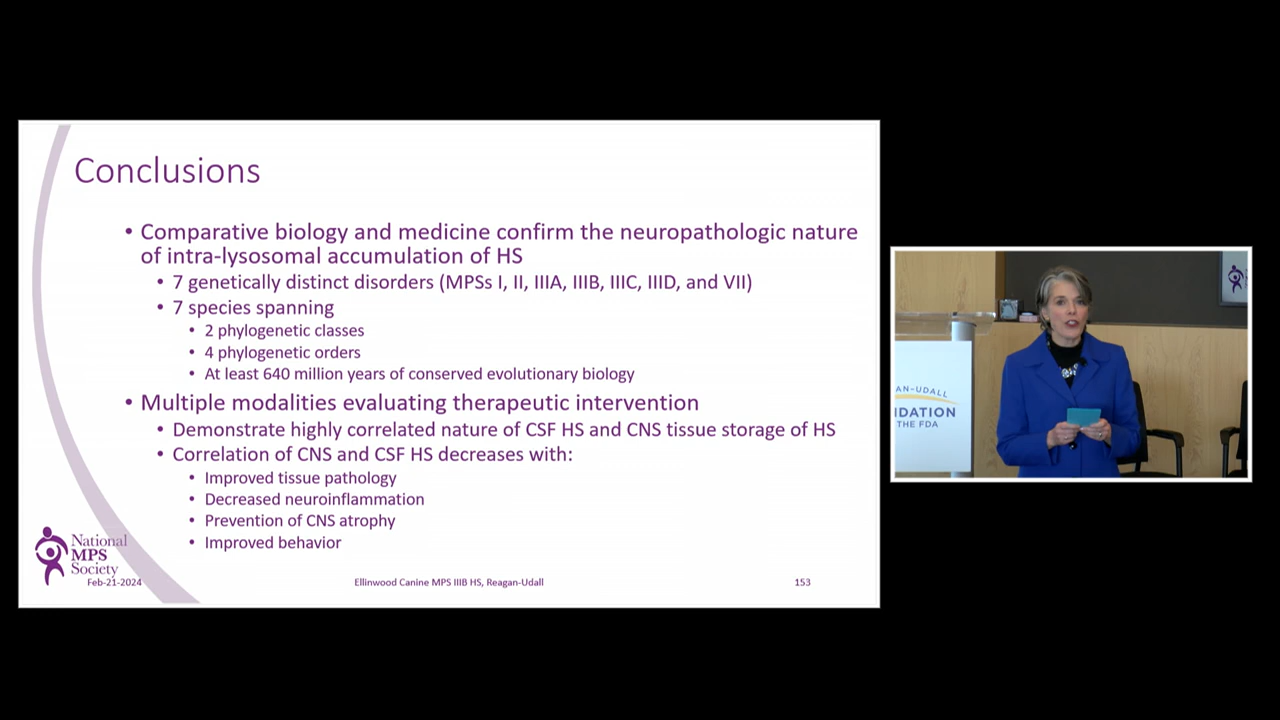 Conclusions
• Comparative biology and medicine confirm the neuropathologic nature
of intra-lysosomal accumulation of HS
• 7 genetically distinct disorders (MPSs I, II, IIIA, IIIB, IIIC, IIID, and VII)
• 7 species spanning
• 2 phylogenetic classes
• 4 phylogenetic orders
• At least 640 million years of conserved evolutionary biology
• Multiple modalities evaluating therapeutic intervention
• Demonstrate highly correlated nature of CSF HS and CNS tissue storage of HS
• Correlation of CNS and CSF HS decreases with:
• Improved tissue pathology
• Decreased neuroinflammation
• Prevention of CNS atrophy
• Improved behavior
National
MPS
Society
Feb-21-2024
Ellinwood Canine MPS IIIB HS, Reagan-Udall
153
AN-UDALL
IDATION
THE FDA